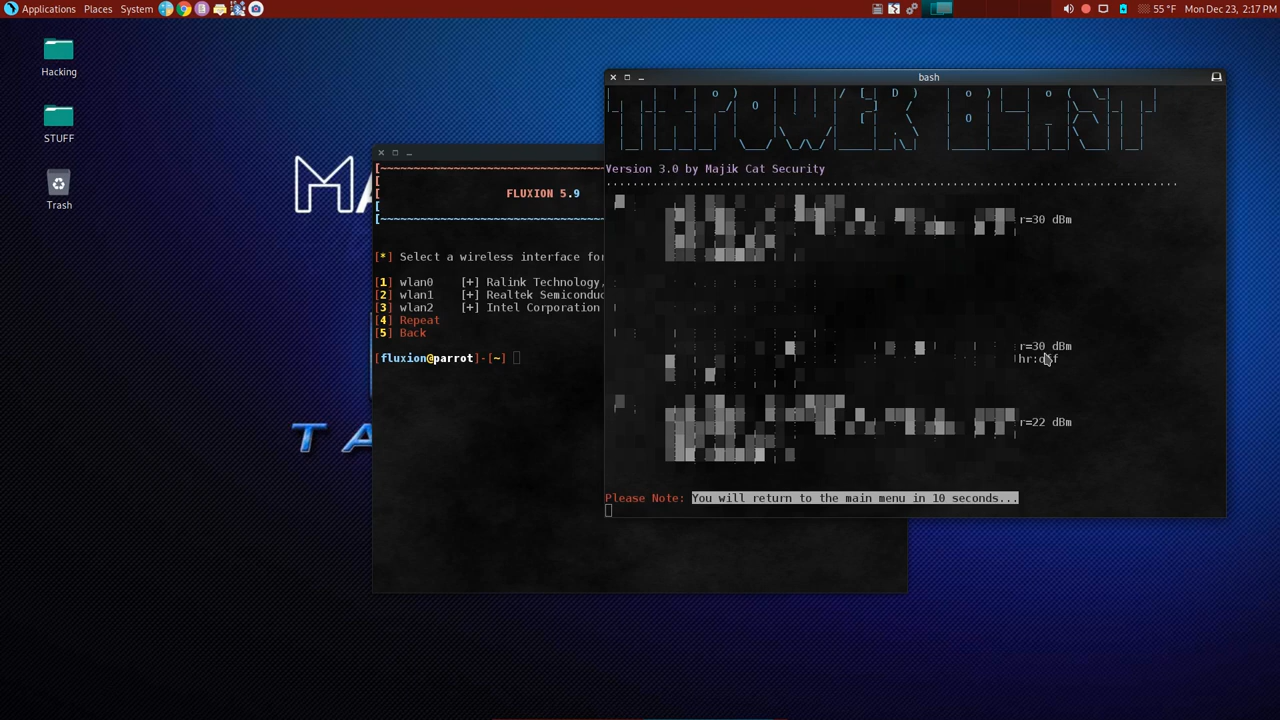 Applications Places System
55 °F Mon Dec 23, 2:17 PM
Hacking
STUFF
Trash
bash
Version 3.0 by Majik Cat Security
r=30 dBm
r=30 dBm
r=22 dBm
Please Note: You will return to the main menu in 10 seconds...
FLUXION 5.9
[*] Select a wireless interface for
[1] wlan0 [+] Ralink Technology,
[2] wlan1 [+] Realtek Semiconduc
[3] wlan2 [+] Intel Corporation
[4] Repeat
[5] Back
[fluxion@parrot]-[~]